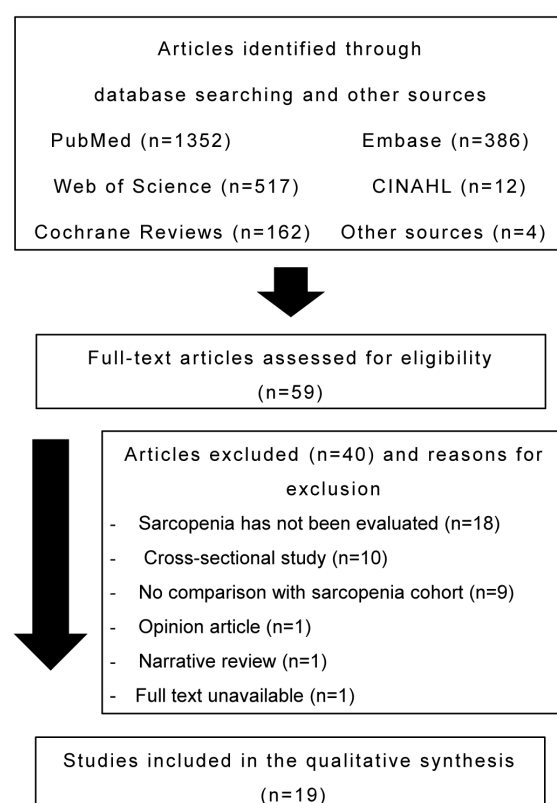 Articles identified through
database searching and other sources
PubMed (n=1352) Embase (n=386)
Web of Science (n=517) CINAHL (n=12)
Cochrane Reviews (n=162) Other sources (n=4)
Full-text articles assessed for eligibility
(n=59)
Articles excluded (n=40) and reasons for
exclusion
- Sarcopenia has not been evaluated (n=18)
- Cross-sectional study (n=10)
- No comparison with sarcopenia cohort (n=9)
- Opinion article (n=1)
- Narrative review (n=1)
- Full text unavailable (n=1)
Studies included in the qualitative synthesis
(n=19)